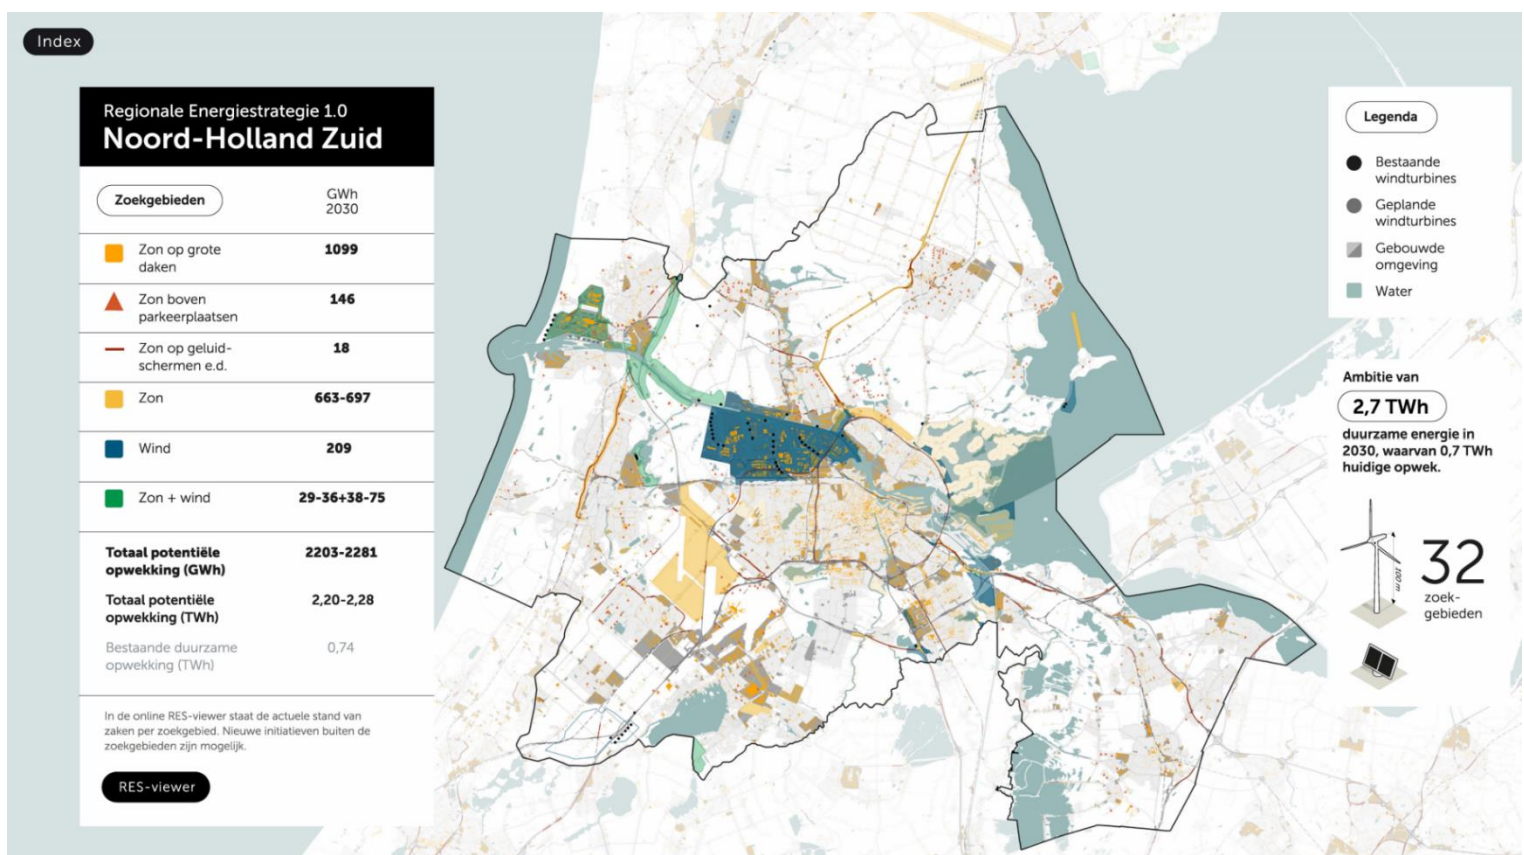 Index
Regionale Energiestrategie 1.0
Noord-Holland Zuid
Zoekgebieden
GWh
2030
Zon op grote
daken
1099
Zon boven
parkeerplaatsen
146
Zon op geluid-
schermen e.d.
18
Zon
663-697
Wind
209
Zon + wind
29-36+38-75
Totaal potentiële
opwekking (GWh)
2203-2281
Totaal potentiële
opwekking (TWh)
2,20-2,28
Bestaande duurzame
opwekking (TWh)
0,74
In de online RES-viewer staat de actuele stand van
zaken per zoekgebied. Nieuwe initiatieven buiten de
zoekgebieden zijn mogelijk.
RES-viewer
Legenda
Bestaande
windturbines
Geplande
windturbines
Gebouwde
omgeving
Water
Ambitie van
2,7 TWh
duurzame energie in
2030, waarvan 0,7 TWh
huidige opwek.
100 m
32
zoek-
gebieden